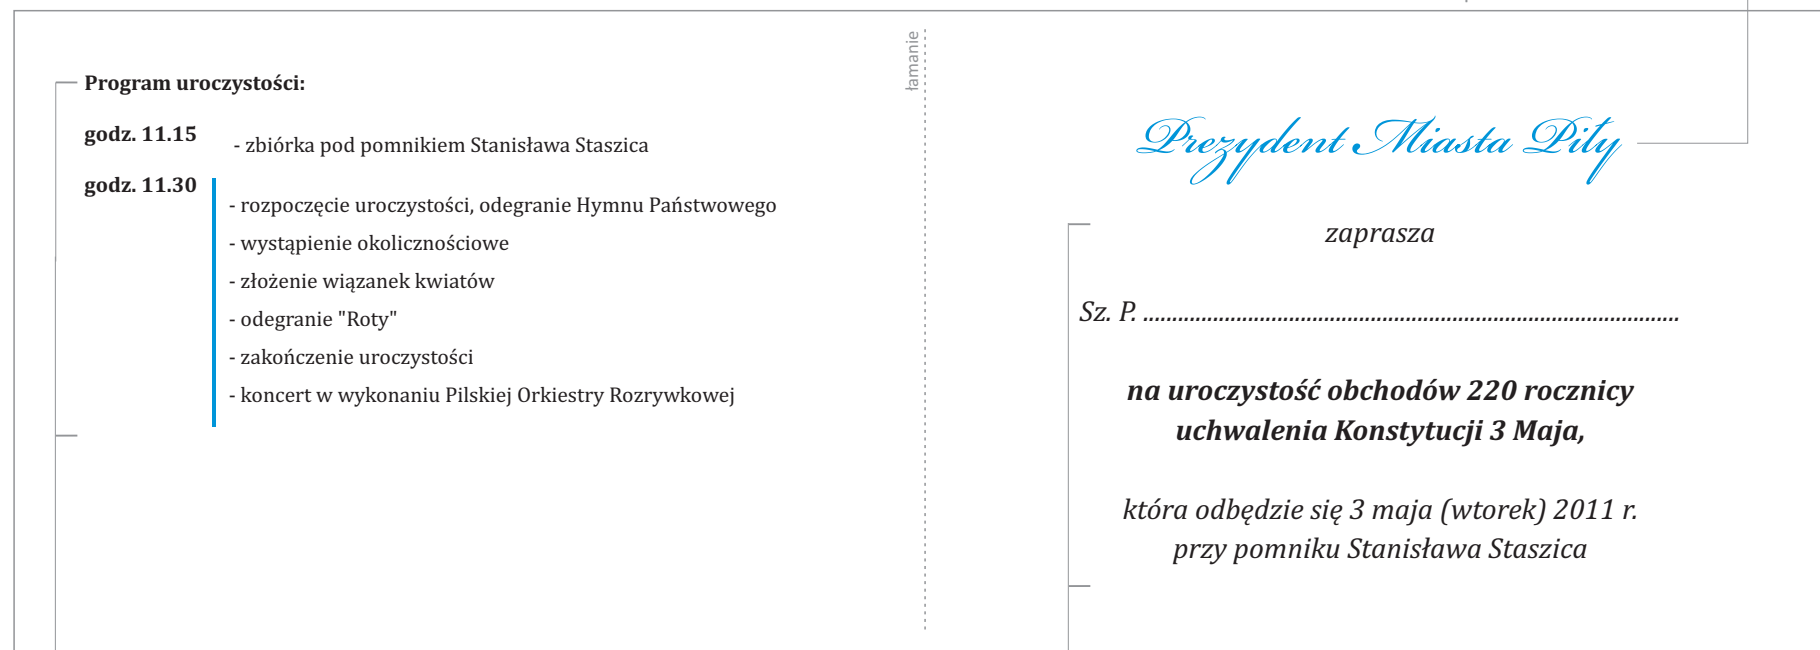 Program uroczystości:
godz. 11.15 - zbiórka pod pomnikiem Stanisława Staszica
godz. 11.30
- rozpoczęcie uroczystości, odegranie Hymnu Państwowego
- wystąpienie okolicznościowe
- złożenie wiązanek kwiatów
- odegranie "Roty"
- zakończenie uroczystości
- koncert w wykonaniu Pilskiej Orkiestry Rozrywkowej
łamanie
Prezydent Miasta Piły
zaprasza
Sz. P. ............................................................................................
na uroczystość obchodów 220 rocznicy
uchwalenia Konstytucji 3 Maja,
która odbędzie się 3 maja (wtorek) 2011 r.
przy pomniku Stanisława Staszica